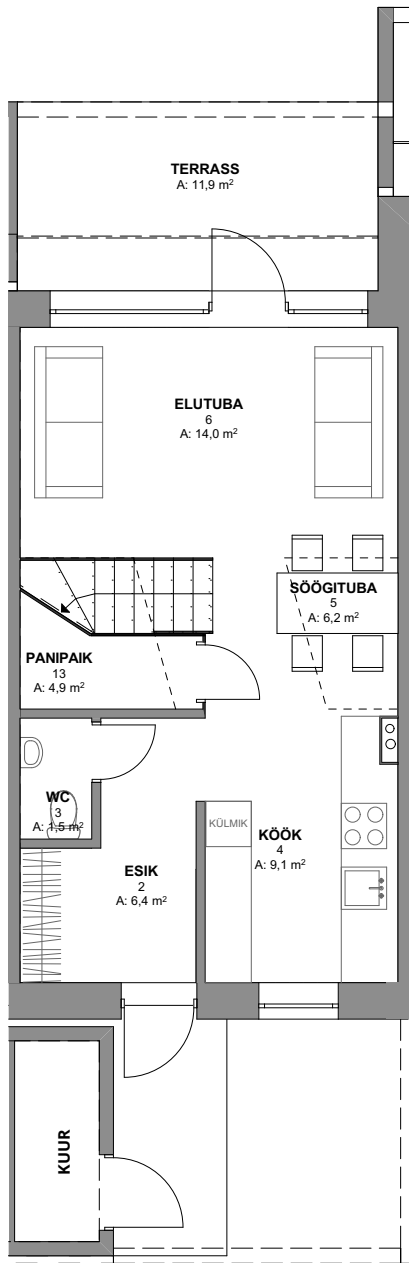 TERRASS
A: 11,9 m²
ELUTUBA
6
A: 14,0 m²
SÖÖGITUBA
5
A: 6,2 m²
PANIPAIK
13
A: 4,9 m²
WC
3
A: 1,5 m²
KÜLMIK
KÖÖK
4
A: 9,1 m²
ESIK
2
A: 6,4 m²
KUUR